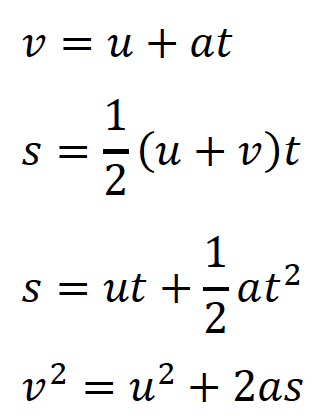 v = u + at
s = 1/2 (u + v)t
s = ut + 1/2 at²
v² = u² + 2as